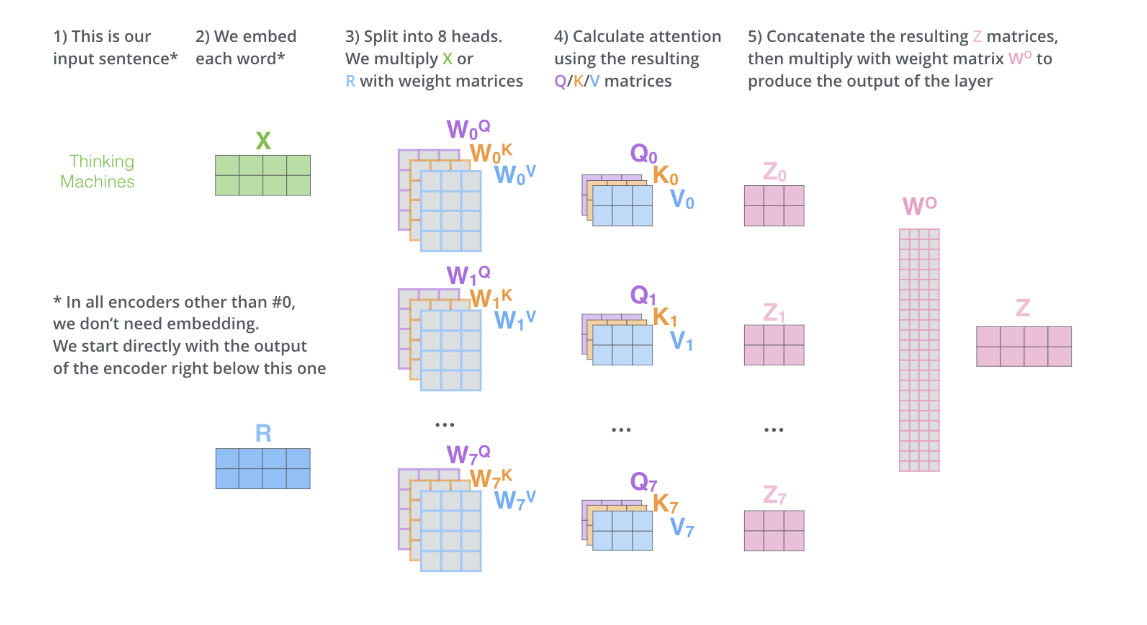 1) This is our
input sentence*
2) We embed
each word*
3) Split into 8 heads.
We multiply X or
R with weight matrices
4) Calculate attention
using the resulting
Q/K/V matrices
5) Concatenate the resulting Z matrices,
then multiply with weight matrix Wᴼ to
produce the output of the layer
Thinking
Machines
X
W₀Q
W₀K
W₀V
Q₀
K₀
V₀
Z₀
Wᴼ
* In all encoders other than #0,
we don’t need embedding.
We start directly with the output
of the encoder right below this one
W₁Q
W₁K
W₁V
Q₁
K₁
V₁
Z₁
Z
...
...
...
R
W₇Q
W₇K
W₇V
Q₇
K₇
V₇
Z₇